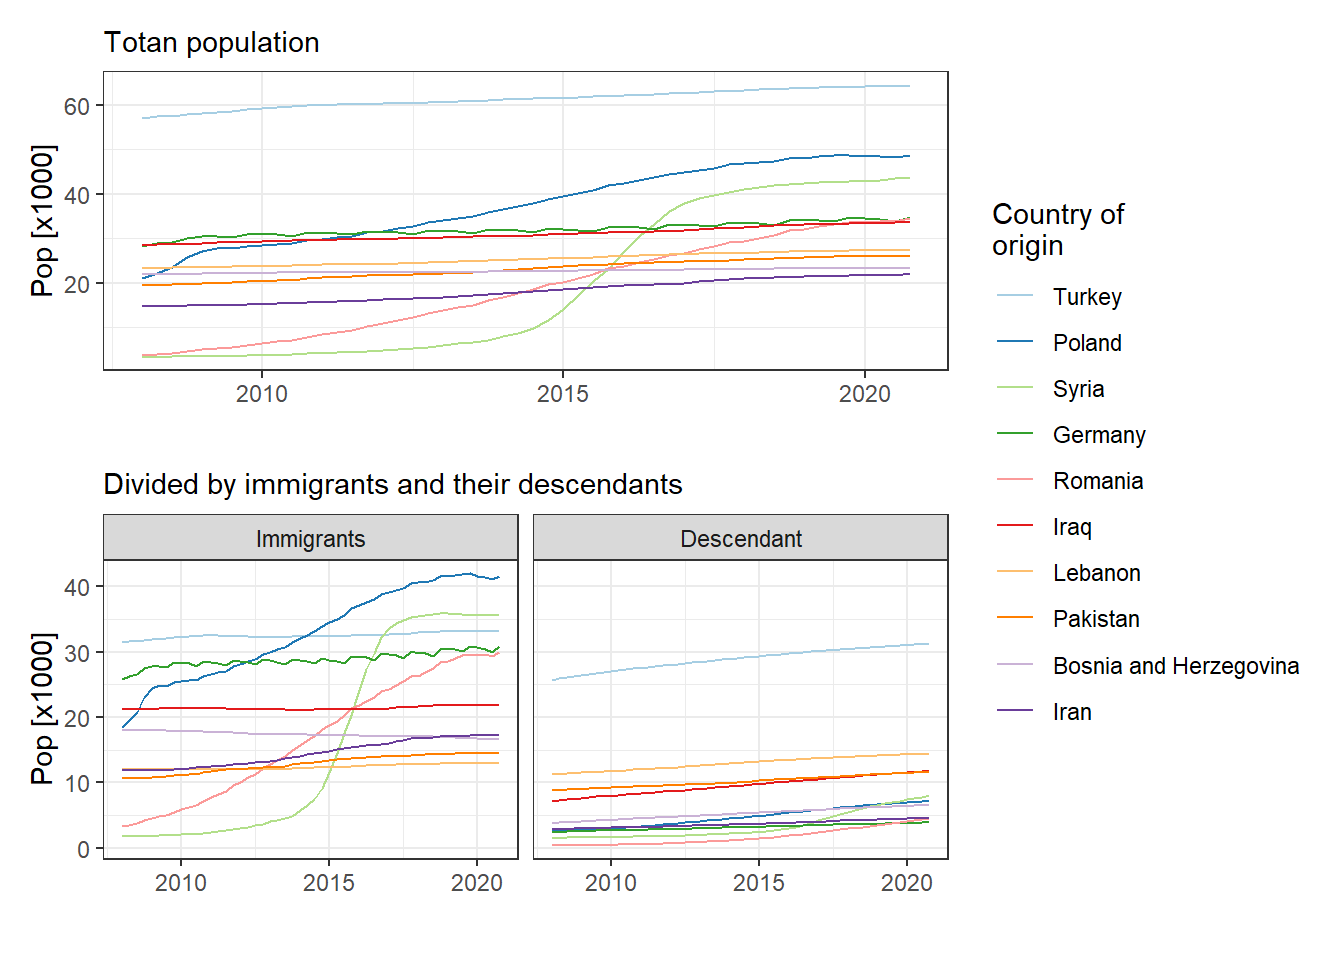 Totan population
Pop [x1000]
60
40
20
2010 2015 2020
Divided by immigrants and their descendants
Immigrants Descendant
Pop [x1000]
40
30
20
10
0
2010 2015 2020 2010 2015 2020
Country of
origin
Turkey
Poland
Syria
Germany
Romania
Iraq
Lebanon
Pakistan
Bosnia and Herzegovina
Iran